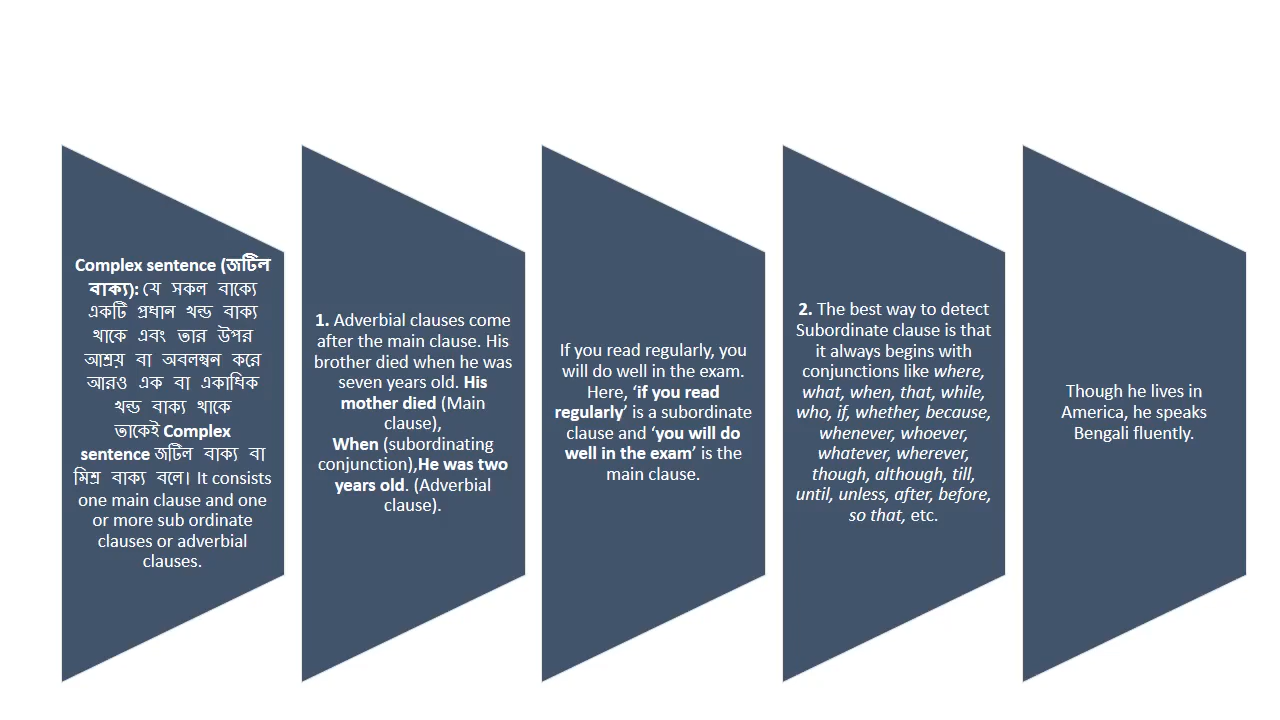 Complex sentence (জটিল
বাক্য): যে সকল বাক্যে
একটি প্রধান খন্ড বাক্য
থাকে এবং তার উপর
আশ্রয় বা অবলম্বন করে
আরও এক বা একাধিক
খন্ড বাক্য থাকে
তাকেই Complex
sentence জটিল বাক্য বা
মিশ্র বাক্য বলে। It consists
one main clause and one
or more sub ordinate
clauses or adverbial
clauses.
1. Adverbial clauses come
after the main clause. His
brother died when he was
seven years old. His
mother died (Main
clause),
When (subordinating
conjunction),He was two
years old. (Adverbial
clause).
If you read regularly, you
will do well in the exam.
Here, ‘if you read
regularly’ is a subordinate
clause and ‘you will do
well in the exam’ is the
main clause.
2. The best way to detect
Subordinate clause is that
it always begins with
conjunctions like where,
what, when, that, while,
who, if, whether, because,
whenever, whoever,
whatever, wherever,
though, although, till,
until, unless, after, before,
so that, etc.
Though he lives in
America, he speaks
Bengali fluently.